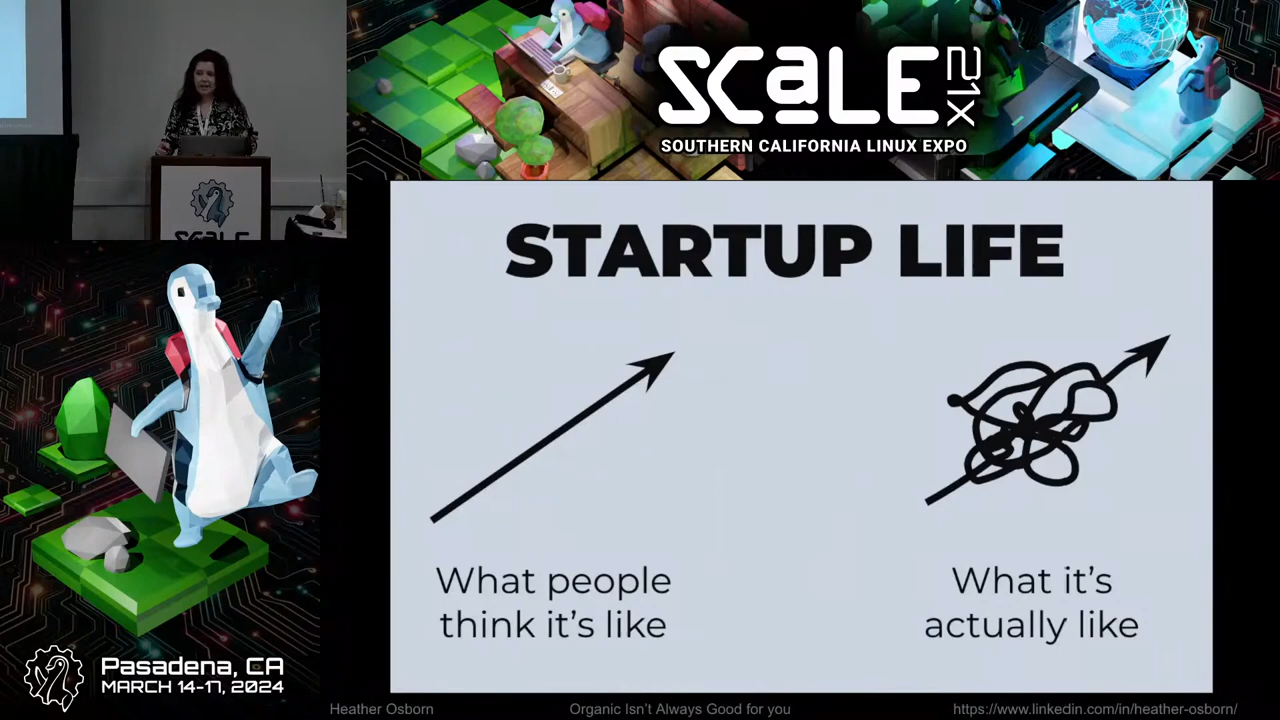 SCaLE 21X
SOUTHERN CALIFORNIA LINUX EXPO
SCALE
STARTUP LIFE
What people
think it's like
What it's
actually like
Pasadena, CA
MARCH 14-17, 2024
Heather Osborn
Organic Isn't Always Good for you
https://www.linkedin.com/in/heather-osborn/